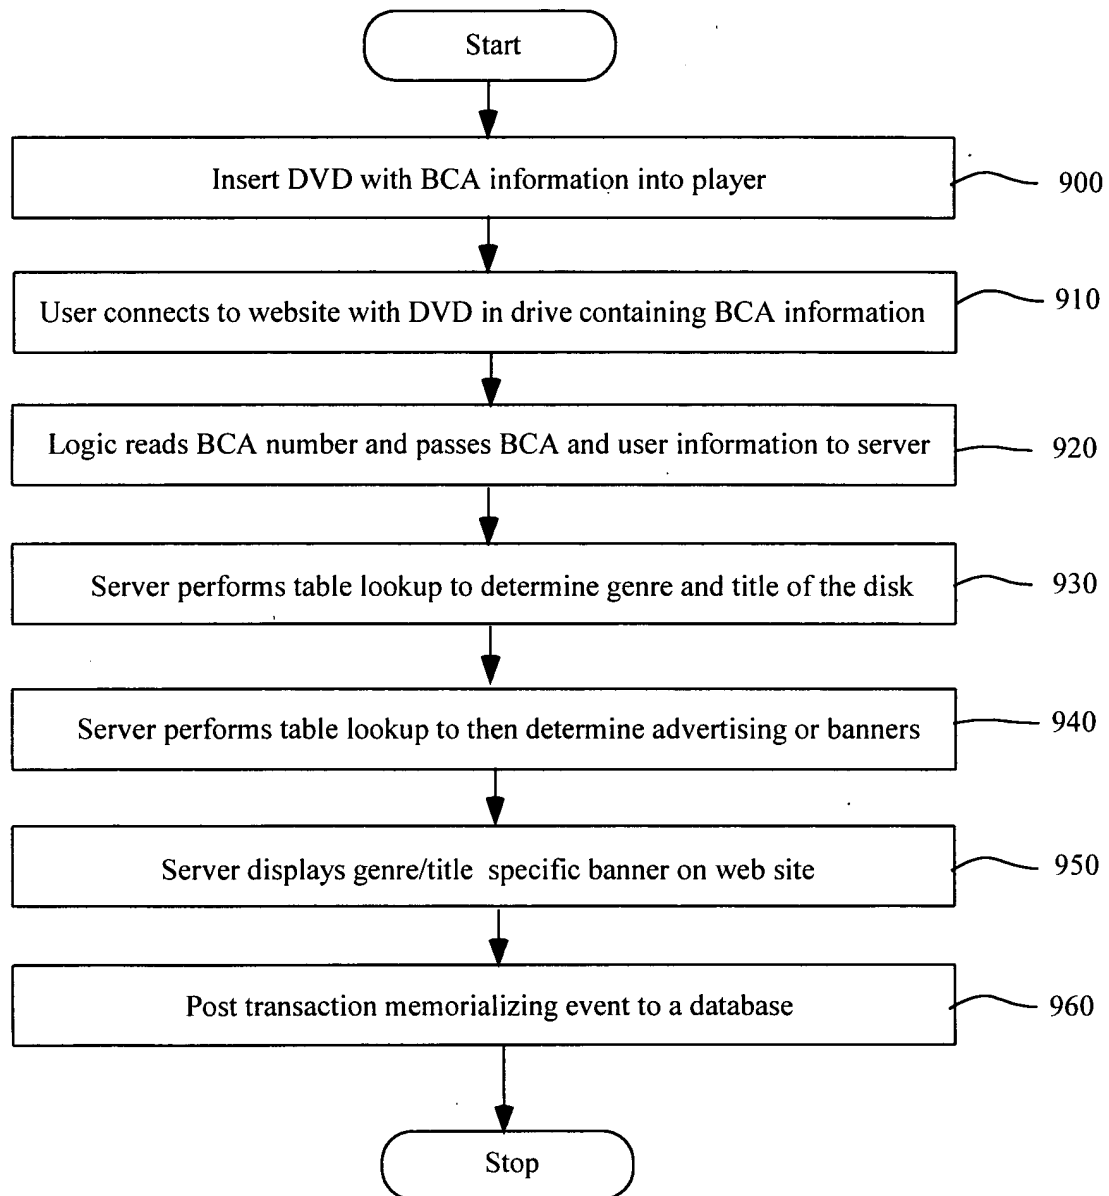 Start
Insert DVD with BCA information into player
900
User connects to website with DVD in drive containing BCA information
910
Logic reads BCA number and passes BCA and user information to server
920
Server performs table lookup to determine genre and title of the disk
930
Server performs table lookup to then determine advertising or banners
940
Server displays genre/title specific banner on web site
950
Post transaction memorializing event to a database
960
Stop